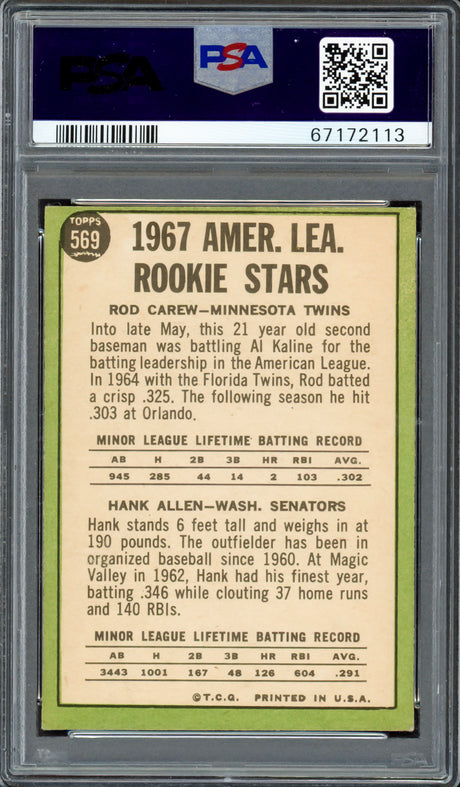 PSA
PSA
67172113
TOPPS
569
1967 AMER. LEA.
ROOKIE STARS
ROD CAREW—MINNESOTA TWINS
Into late May, this 21 year old second
baseman was battling Al Kaline for the
batting leadership in the American League.
In 1964 with the Florida Twins, Rod batted
a crisp .325. The following season he hit
.303 at Orlando.
MINOR LEAGUE LIFETIME BATTING RECORD
AB H 2B 3B HR RBI AVG.
945 285 44 14 2 103 .302
HANK ALLEN—WASH. SENATORS
Hank stands 6 feet tall and weighs in at
190 pounds. The outfielder has been in
organized baseball since 1960. At Magic
Valley in 1962, Hank had his finest year,
batting .346 while clouting 37 home runs
and 140 RBIs.
MINOR LEAGUE LIFETIME BATTING RECORD
AB H 2B 3B HR RBI AVG.
3443 1001 167 48 126 604 .291
©T.C.G. PRINTED IN U.S.A.